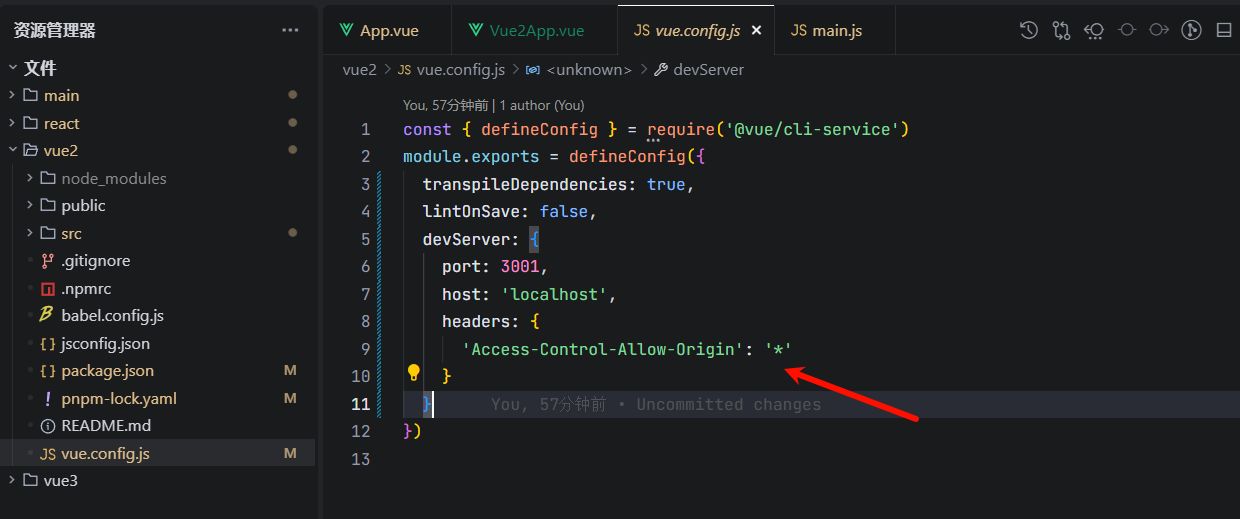 资源管理器
文件
main
react
vue2
node_modules
public
src
.gitignore
.npmrc
babel.config.js
jsconfig.json
package.json M
pnpm-lock.yaml M
README.md
JS vue.config.js M
vue3
App.vue
Vue2App.vue
JS vue.config.js
JS main.js
vue2 > JS vue.config.js > <unknown> > devServer
You, 57分钟前 | 1 author (You)
1 const { defineConfig } = require('@vue/cli-service')
2 module.exports = defineConfig({
3 transpileDependencies: true,
4 lintOnSave: false,
5 devServer: {
6 port: 3001,
7 host: 'localhost',
8 headers: {
9 'Access-Control-Allow-Origin': '*'
10 }
11 } You, 57分钟前 • Uncommitted changes
12 })
13